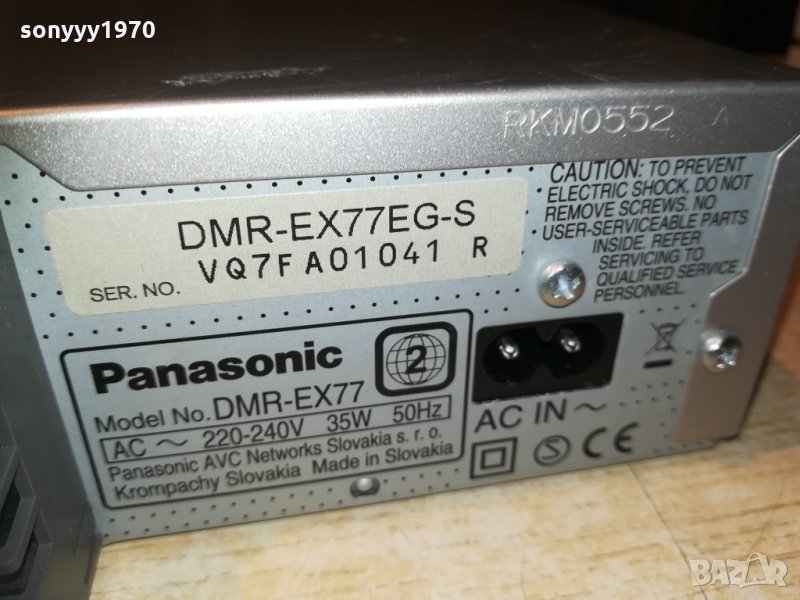 sonyyy1970
RKM0552 A
DMR-EX77EG-S
VQ7FA01041 R
SER. NO.
CAUTION: TO PREVENT
ELECTRIC SHOCK, DO NOT
REMOVE SCREWS. NO
USER-SERVICEABLE PARTS
INSIDE. REFER
SERVICING TO
QUALIFIED SERVICE
PERSONNEL.
Panasonic
2
Model No. DMR-EX77
AC ~ 220-240V 35W 50Hz
Panasonic AVC Networks Slovakia s. r. o.
Krompachy Slovakia Made in Slovakia
AC IN ~
S CE
BAZAR